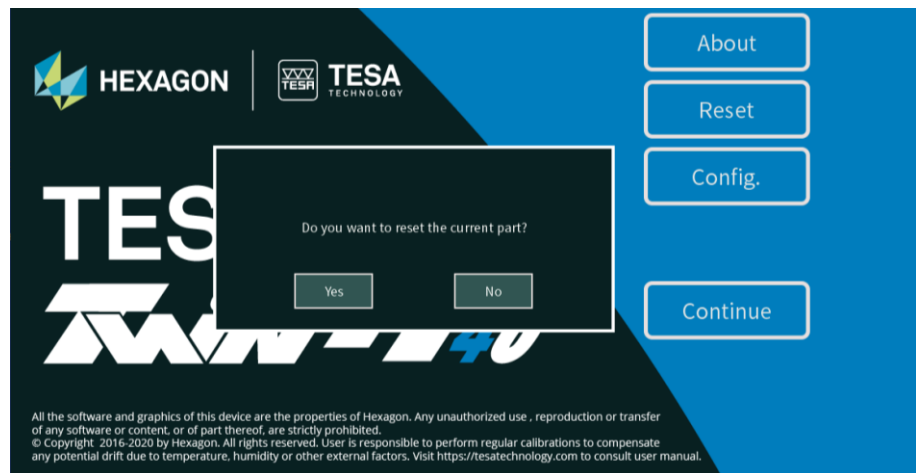 HEXAGON
TESA
TESA
TECHNOLOGY
About
Reset
Config.
Continue
TES
Do you want to reset the current part?
Yes
No
40
All the software and graphics of this device are the properties of Hexagon. Any unauthorized use , reproduction or transfer
of any software or content, or of part thereof, are strictly prohibited.
© Copyright 2016-2020 by Hexagon. All rights reserved. User is responsible to perform regular calibrations to compensate
any potential drift due to temperature, humidity or other external factors. Visit https://tesatechnology.com to consult user manual.